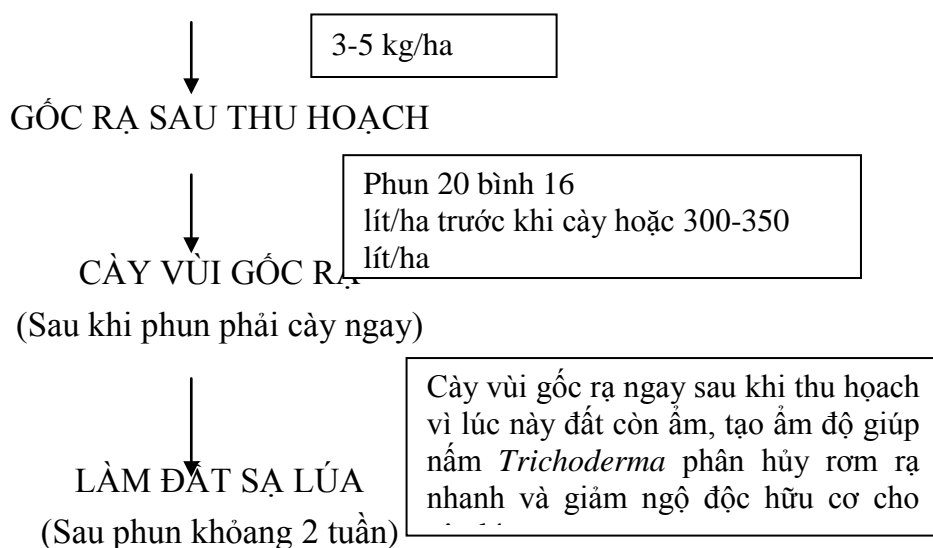 3-5 kg/ha
GỐC RẠ SAU THU HOẠCH
Phun 20 bình 16
lít/ha trước khi cày hoặc 300-350
lít/ha
CÀY VÙI GỐC RẠ
(Sau khi phun phải cày ngay)
Cày vùi gốc rạ ngay sau khi thu hoạch
vì lúc này đất còn ẩm, tạo ẩm độ giúp
nấm Trichoderma phân hủy rơm rạ
nhanh và giảm ngộ độc hữu cơ cho
LÀM ĐẤT SẠ LÚA
(Sau phun khỏang 2 tuần)